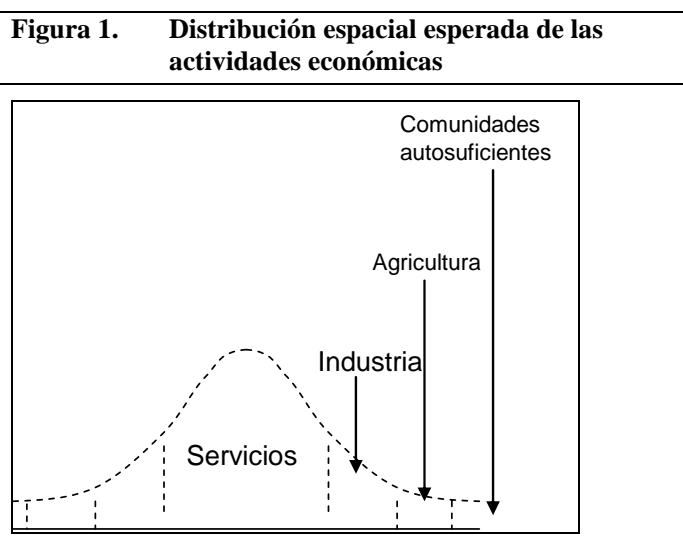 Figura 1. Distribución espacial esperada de las
actividades económicas
Comunidades
autosuficientes
Agricultura
Industria
Servicios